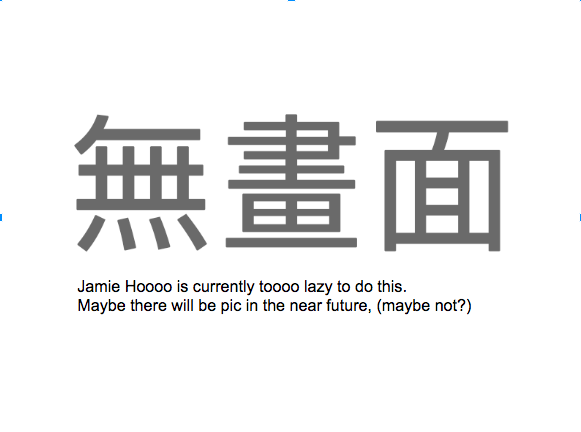 無畫面
Jamie Hoooo is currently toooo lazy to do this.
Maybe there will be pic in the near future, (maybe not?)